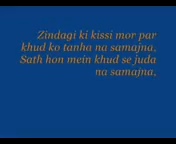 Zindagi ki kissi mor par
khud ko tanha na samajna,
Sath hon mein khud se juda
na samajna,